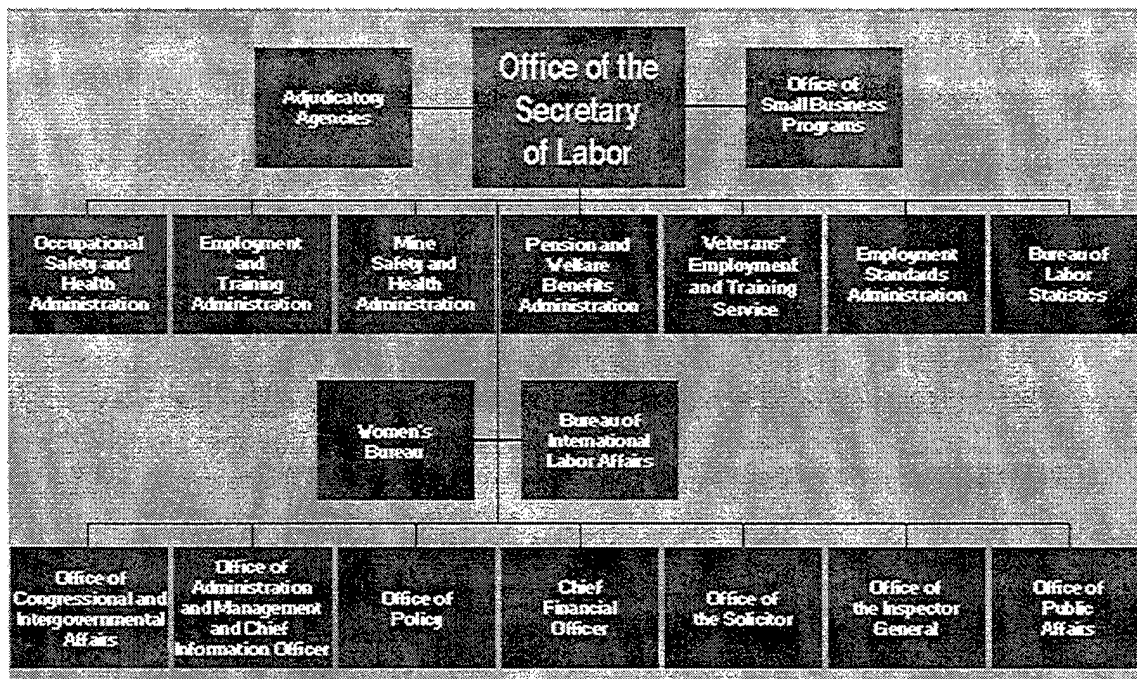 Office of the
Secretary
of Labor
Adjudicatory
Agencies
Office of
Small Business
Programs
Occupational
Safety and
Health
Administration
Employment
and
Training
Administration
Mine
Safety and
Health
Administration
Pension and
Welfare
Benefits
Administration
Veterans'
Employment
and Training
Service
Employment
Standards
Administration
Bureau of
Labor
Statistics
Women's
Bureau
Bureau of
International
Labor Affairs
Office of
Congressional and
Intergovernmental
Affairs
Office of
Administration
and Management
and Chief
Information Officer
Office of
Policy
Chief
Financial
Officer
Office of
the Solicitor
Office of
the Inspector
General
Office of
Public
Affairs